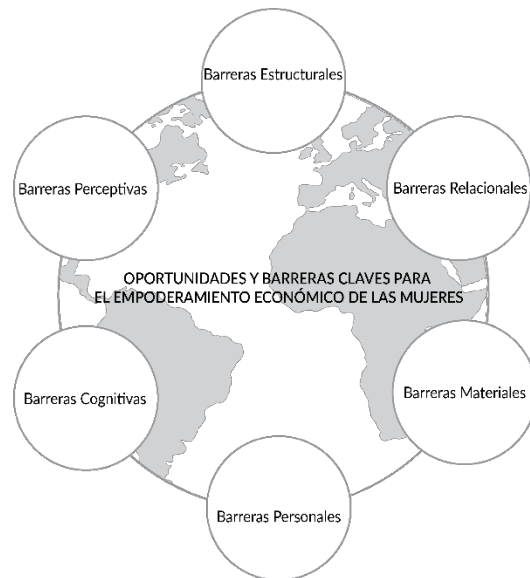 Barreras Estructurales
Barreras Perceptivas
Barreras Relacionales
OPORTUNIDADES Y BARRERAS CLAVES PARA
EL EMPODERAMIENTO ECONÓMICO DE LAS MUJERES
Barreras Cognitivas
Barreras Materiales
Barreras Personales